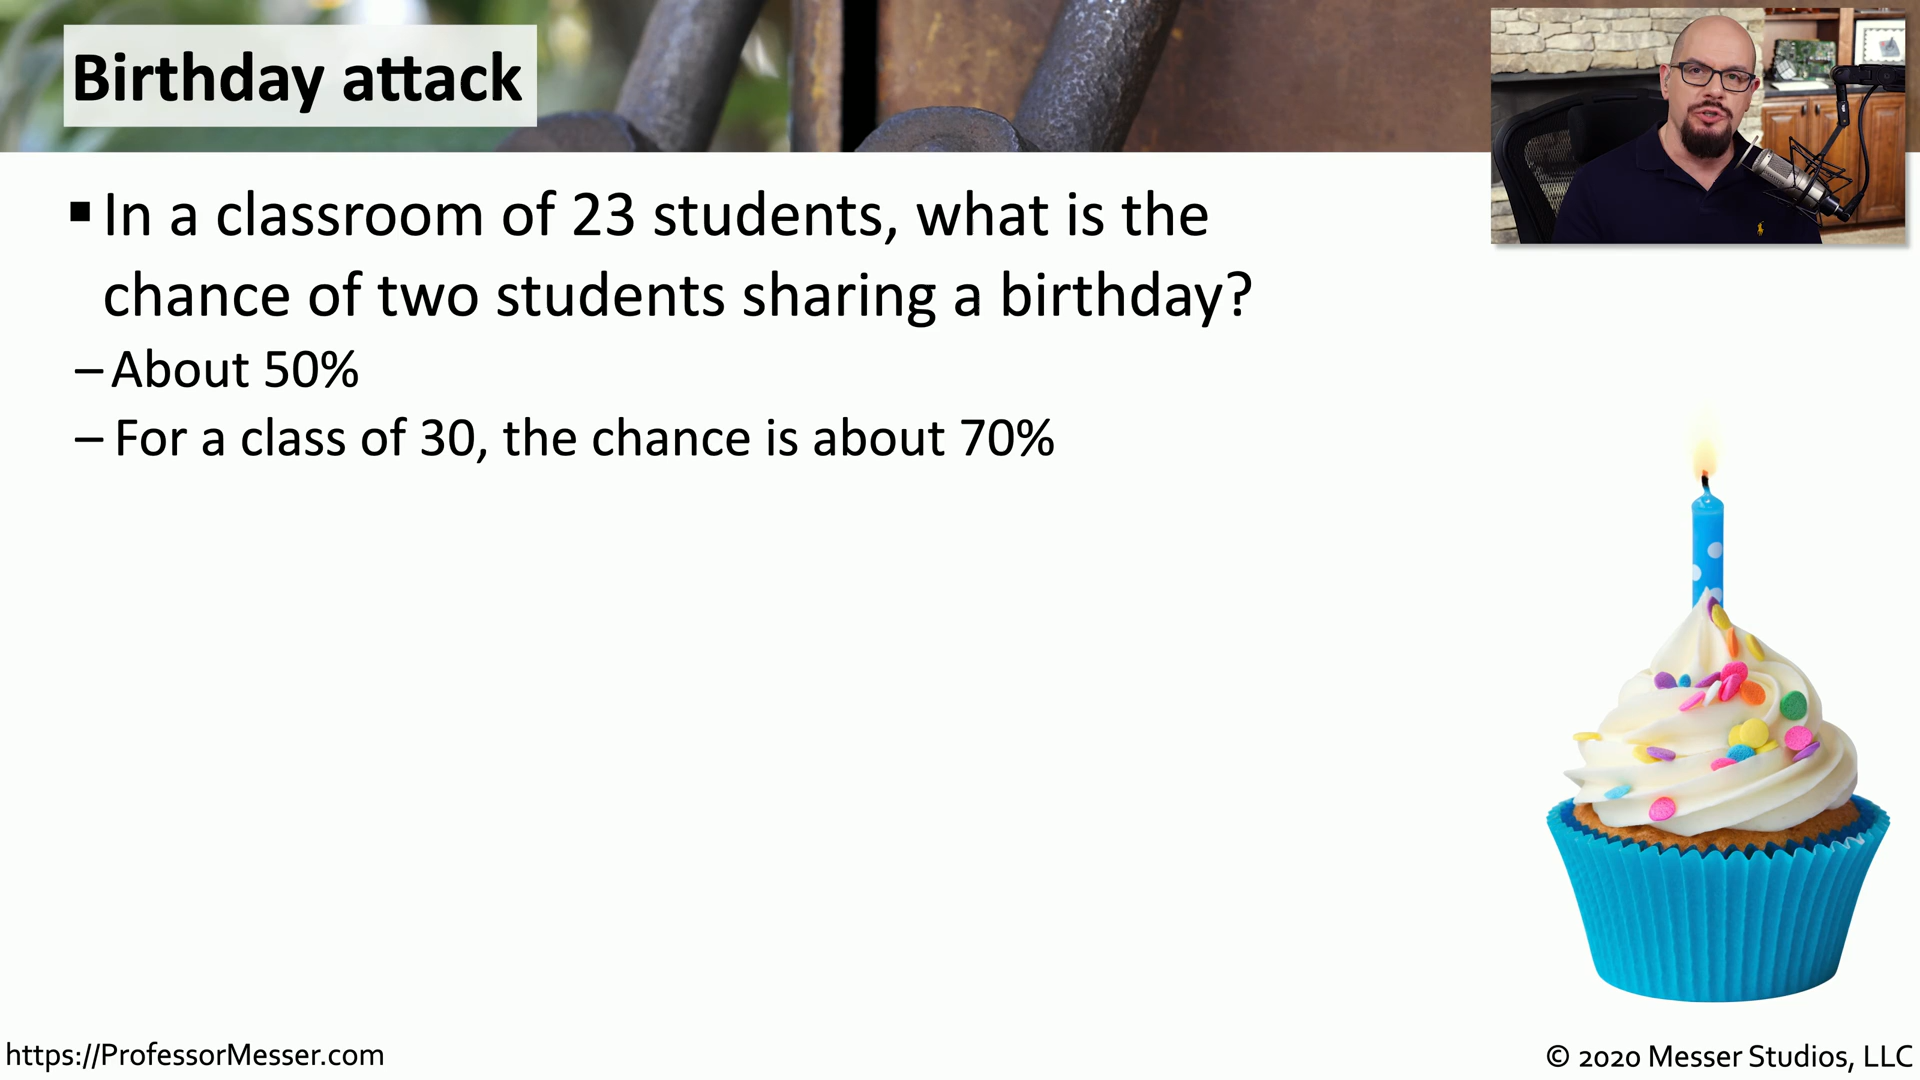 Birthday attack
▪ In a classroom of 23 students, what is the
chance of two students sharing a birthday?
– About 50%
– For a class of 30, the chance is about 70%
https://ProfessorMesser.com
© 2020 Messer Studios, LLC